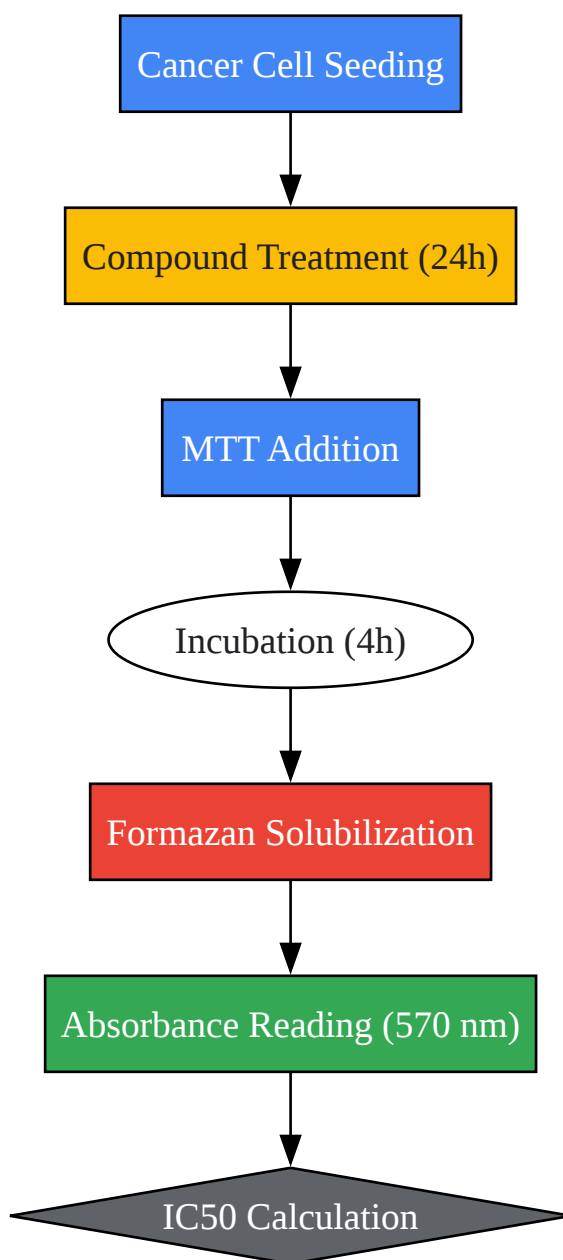 Cancer Cell Seeding
Compound Treatment (24h)
MTT Addition
Incubation (4h)
Formazan Solubilization
Absorbance Reading (570 nm)
IC50 Calculation